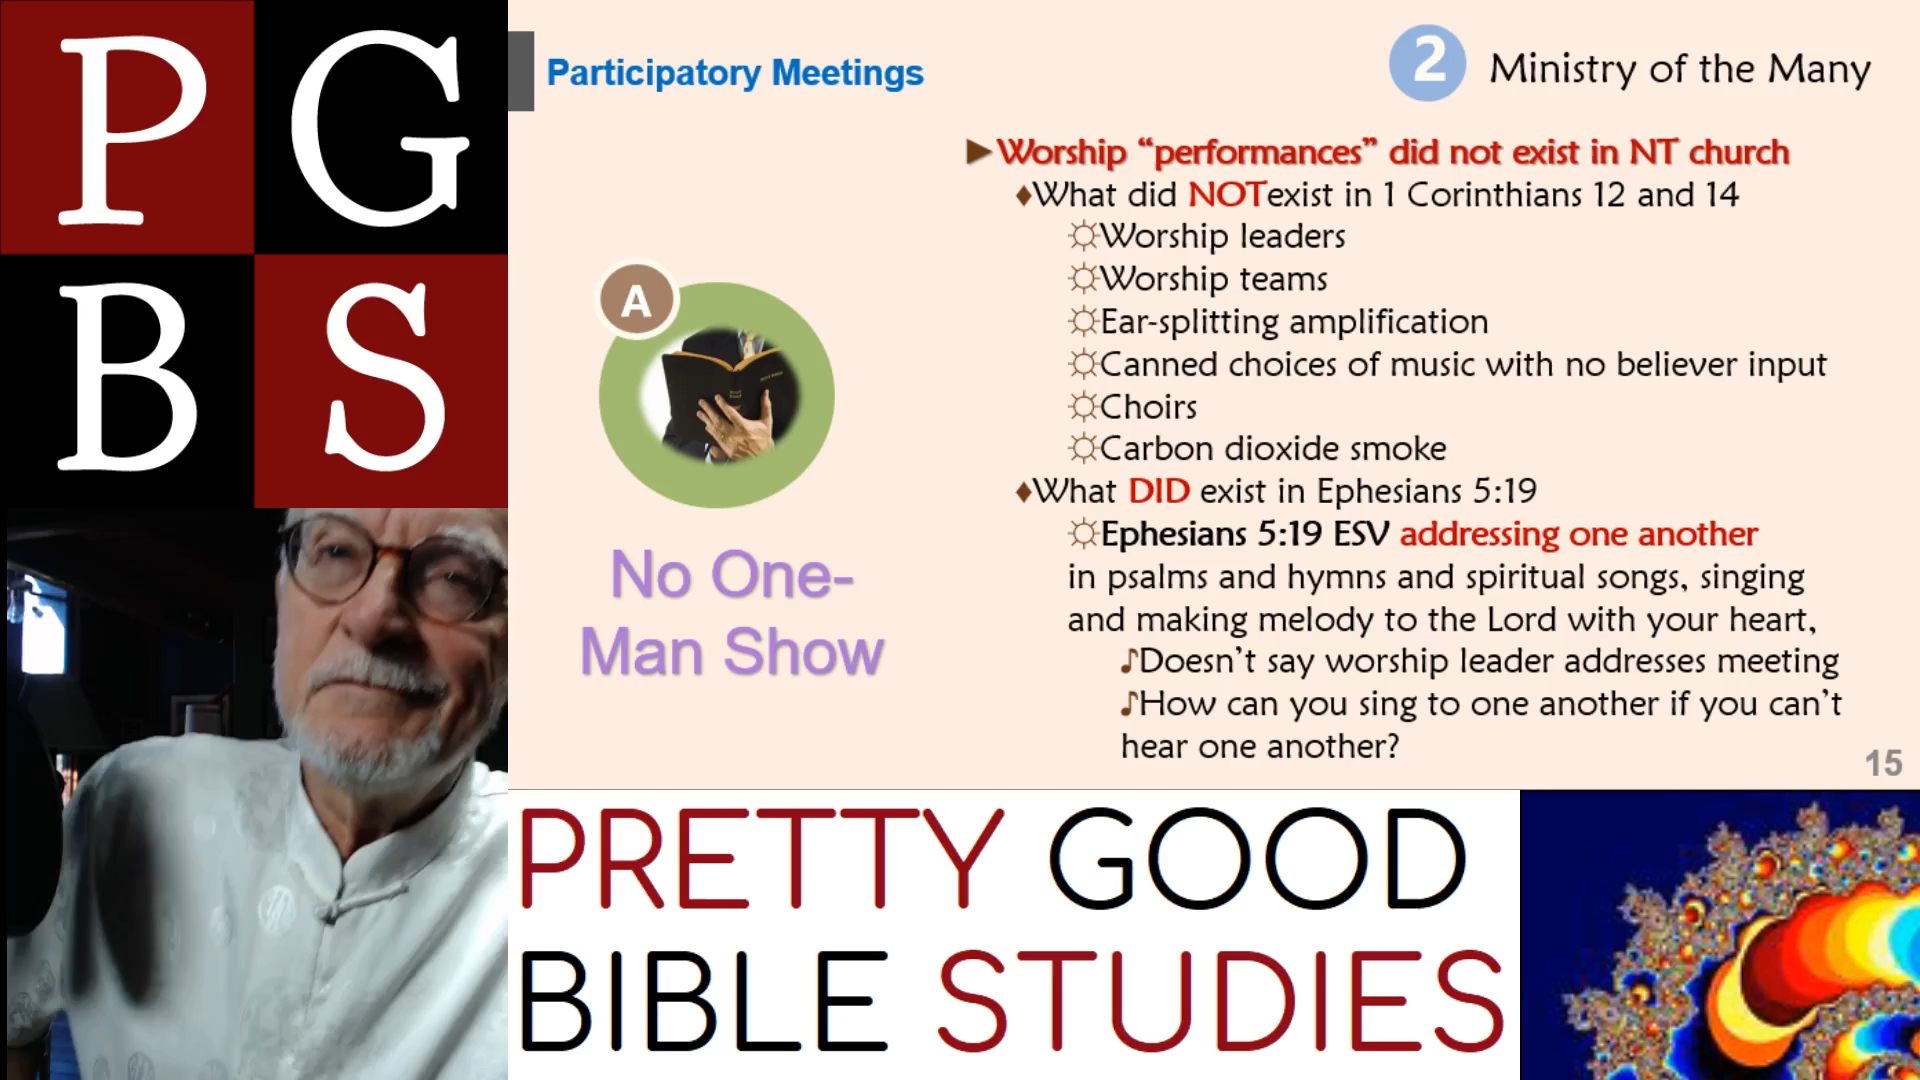 P G
B S
Participatory Meetings
2 Ministry of the Many
►Worship “performances” did not exist in NT church
♦What did NOTexist in 1 Corinthians 12 and 14
☼Worship leaders
☼Worship teams
☼Ear-splitting amplification
☼Canned choices of music with no believer input
☼Choirs
☼Carbon dioxide smoke
♦What DID exist in Ephesians 5:19
☼Ephesians 5:19 ESV addressing one another
in psalms and hymns and spiritual songs, singing
and making melody to the Lord with your heart,
♪Doesn’t say worship leader addresses meeting
♪How can you sing to one another if you can’t
hear one another?
A
No One-
Man Show
15
PRETTY GOOD
BIBLE STUDIES